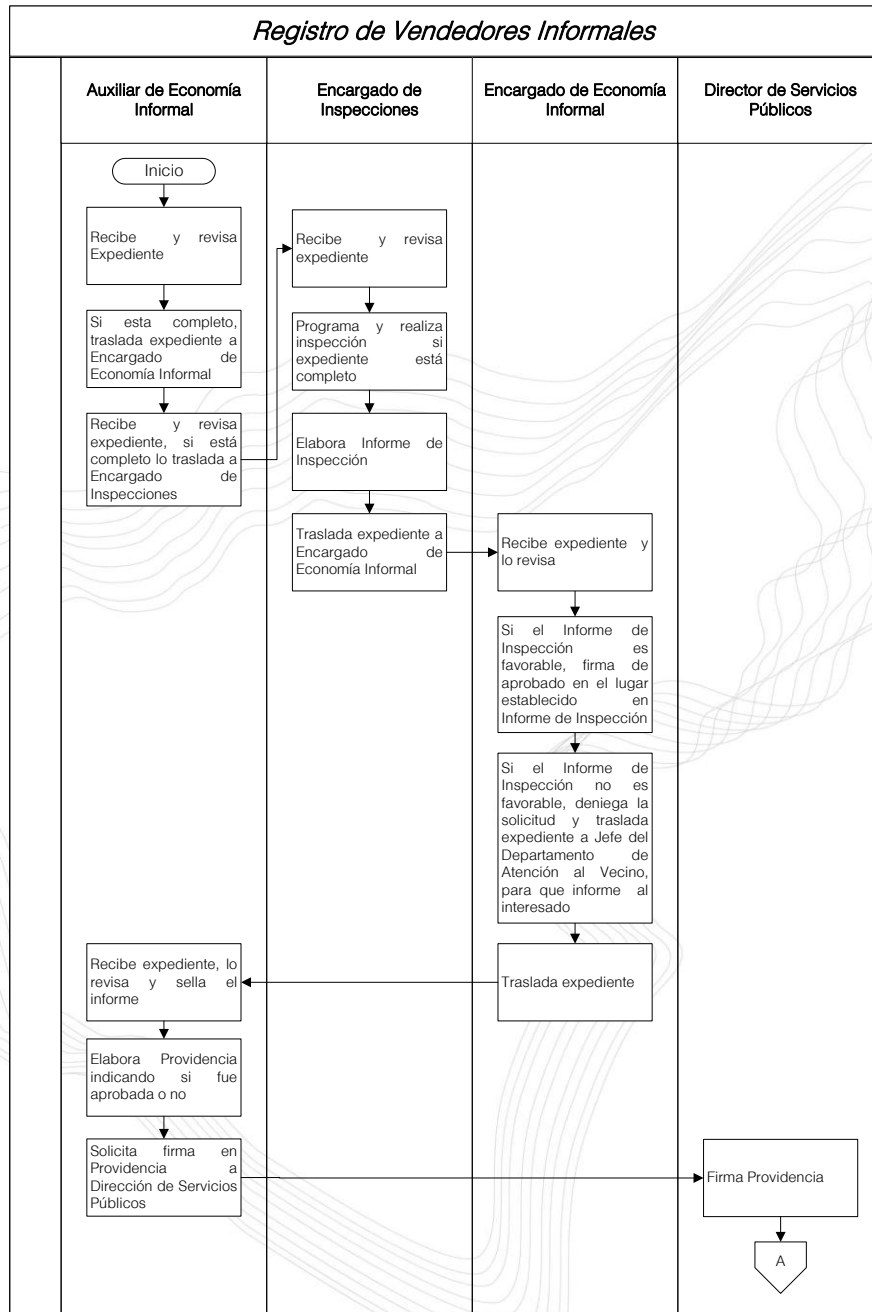 Registro de Vendedores Informales
Auxiliar de Economía
Informal
Encargado de
Inspecciones
Encargado de Economía
Informal
Director de Servicios
Públicos
Inicio
Recibe y revisa
Expediente
Si esta completo,
traslada expediente a
Encargado de
Economía Informal
Recibe y revisa
expediente, si está
completo lo traslada a
Encargado de
Inspecciones
Recibe y revisa
expediente
Programa y realiza
inspección si
expediente está
completo
Elabora Informe de
Inspección
Traslada expediente a
Encargado de
Economía Informal
Recibe expediente y
lo revisa
Si el Informe de
Inspección es
favorable, firma de
aprobado en el lugar
establecido en
Informe de Inspección
Si el Informe de
Inspección no es
favorable, deniega la
solicitud y traslada
expediente a Jefe del
Departamento de
Atención al Vecino,
para que informe al
interesado
Traslada expediente
Recibe expediente, lo
revisa y sella el
informe
Elabora Providencia
indicando si fue
aprobada o no
Solicita firma en
Providencia a
Dirección de Servicios
Públicos
Firma Providencia
A